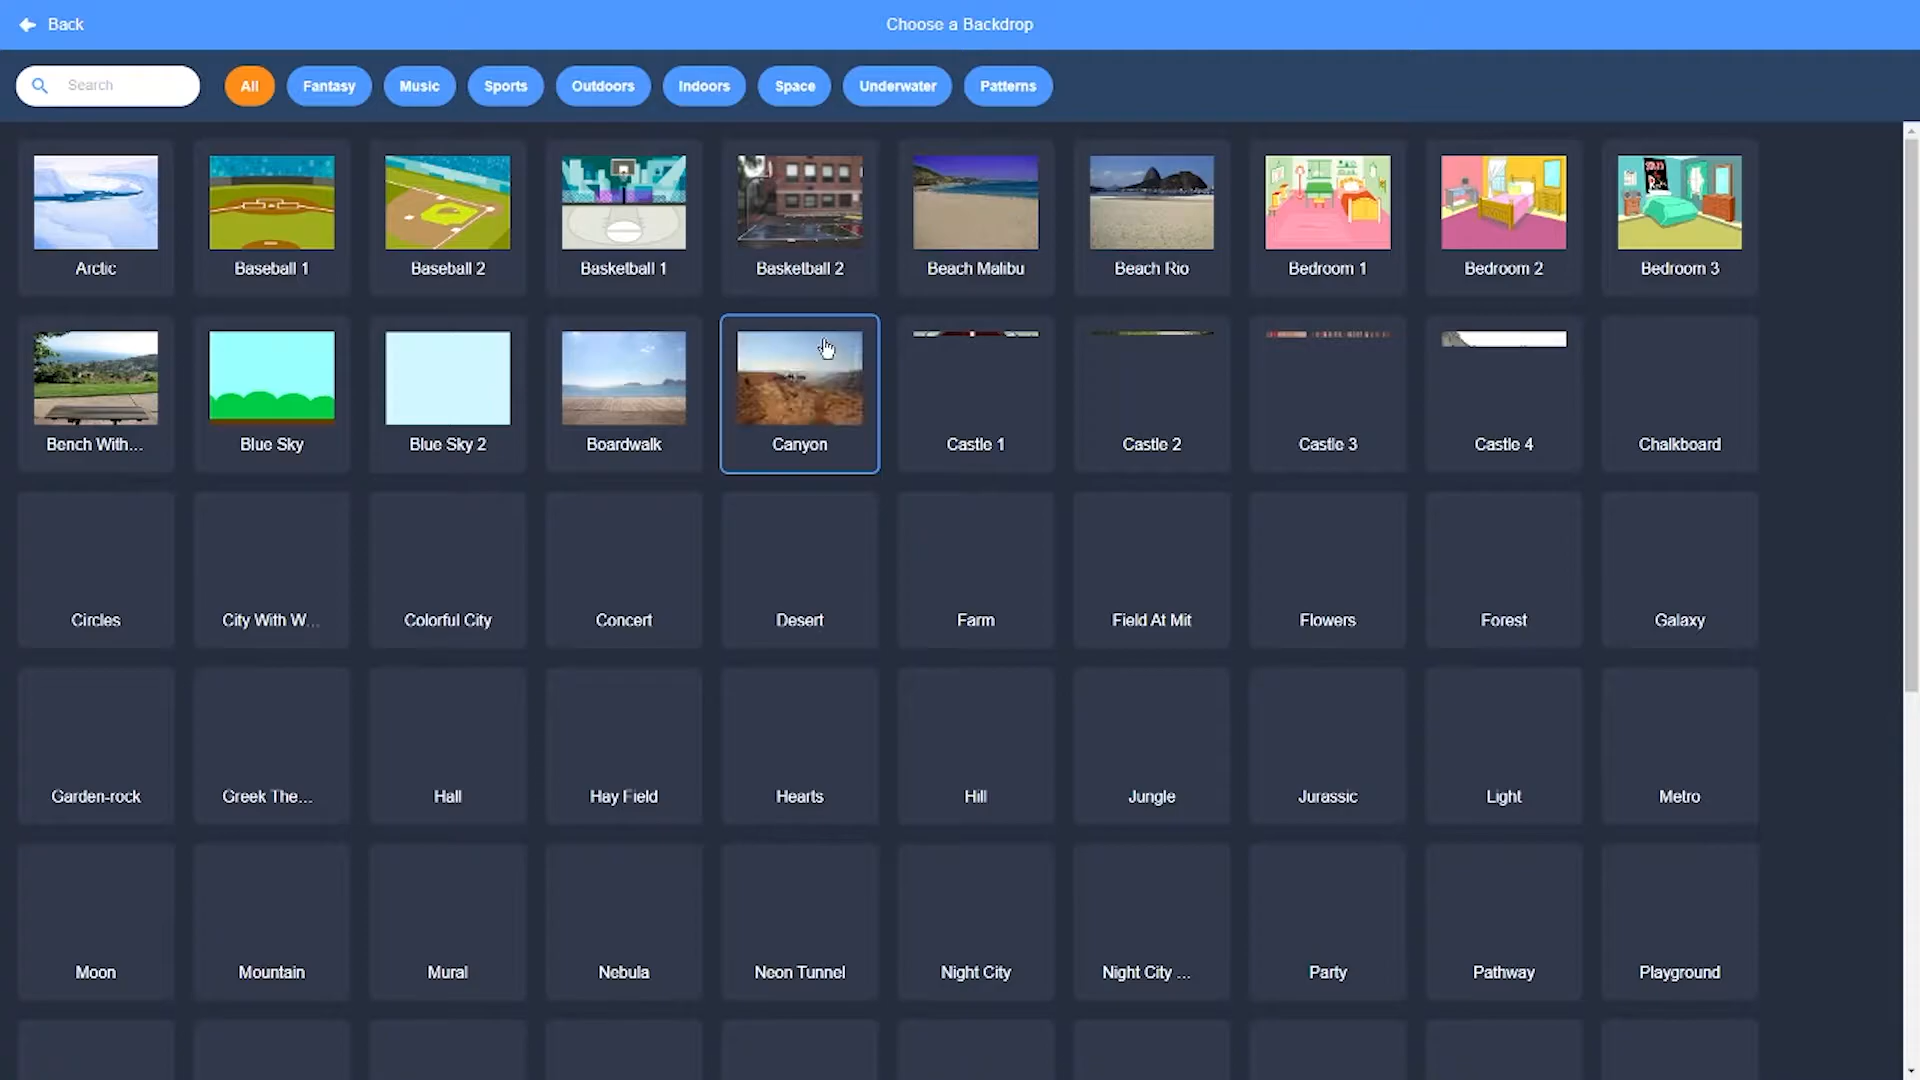 Back
Choose a Backdrop
Search
All
Fantasy
Music
Sports
Outdoors
Indoors
Space
Underwater
Patterns
Arctic
Baseball 1
Baseball 2
Basketball 1
Basketball 2
Beach Malibu
Beach Rio
Bedroom 1
Bedroom 2
Bedroom 3
Bench With...
Blue Sky
Blue Sky 2
Boardwalk
Canyon
Castle 1
Castle 2
Castle 3
Castle 4
Chalkboard
Circles
City With W...
Colorful City
Concert
Desert
Farm
Field At Mit
Flowers
Forest
Galaxy
Garden-rock
Greek The...
Hall
Hay Field
Hearts
Hill
Jungle
Jurassic
Light
Metro
Moon
Mountain
Mural
Nebula
Neon Tunnel
Night City
Night City ...
Party
Pathway
Playground